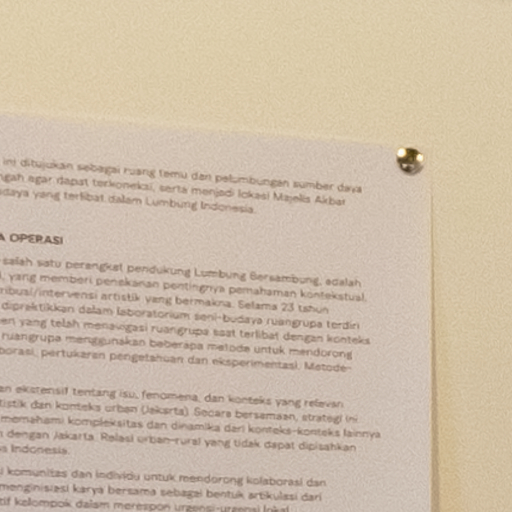 ini ditujukan sebagai ruang temu dan pelumbungan sumber daya
ngah agar dapat terkoneksi, serta menjadi lokasi Majelis Akbar
udaya yang terlibat dalam Lumbung Indonesia.
A OPERASI
salah satu perangkat pendukung Lumbung Bersambung, adalah
yang memberi penekanan pentingnya pemahaman kontekstual,
ribusi/intervensi artistik yang bermakna. Selama 23 tahun
dipraktikkan dalam laboratorium seni-budaya ruangrupa terdiri
en yang telah menavigasi ruangrupa saat terlibat dengan konteks
ruangrupa menggunakan beberapa metode untuk mendorong
borasi, pertukaran pengetahuan dan eksperimentasi. Metode-
an ekstensif tentang isu, fenomena, dan konteks yang relevan
tistik dan konteks urban (Jakarta). Secara bersamaan, strategi ini
memahami kompleksitas dan dinamika dari konteks-konteks lainnya
dengan Jakarta. Relasi urban-rural yang tidak dapat dipisahkan
Indonesia.
komunitas dan individu untuk mendorong kolaborasi dan
menginisiasi karya bersama sebagai bentuk artikulasi dari
tif kelompok dalam merespon urgensi-urgensi lokal